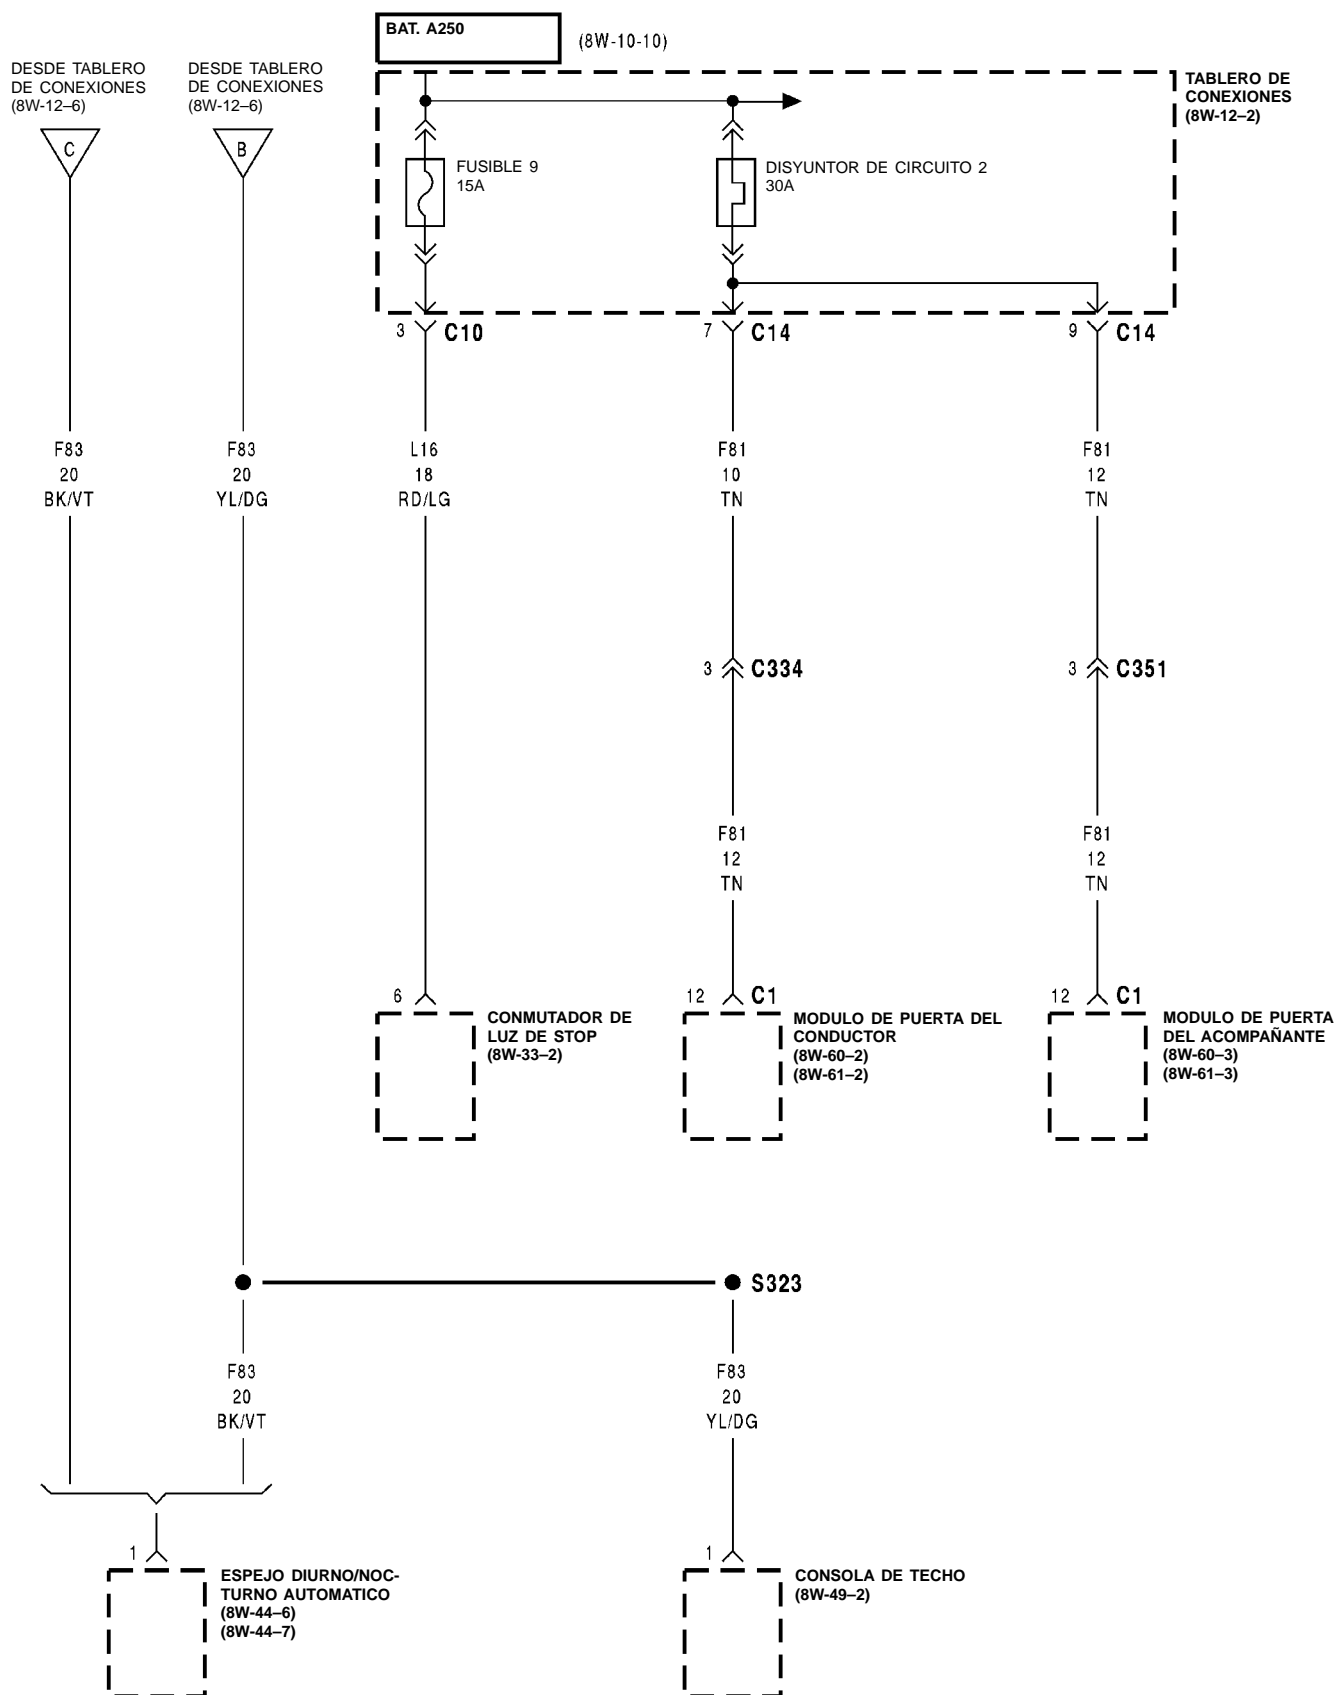 BAT. A250
(8W-10-10)
DESDE TABLERO
DE CONEXIONES
(8W-12–6)
DESDE TABLERO
DE CONEXIONES
(8W-12–6)
TABLERO DE
CONEXIONES
(8W-12–2)
C
B
FUSIBLE 9
15A
DISYUNTOR DE CIRCUITO 2
30A
3 C10
7 C14
9 C14
F83
20
BK/VT
F83
20
YL/DG
L16
18
RD/LG
F81
10
TN
F81
12
TN
3 C334
3 C351
F81
12
TN
F81
12
TN
6
12 C1
12 C1
CONMUTADOR DE
LUZ DE STOP
(8W-33–2)
MODULO DE PUERTA DEL
CONDUCTOR
(8W-60–2)
(8W-61–2)
MODULO DE PUERTA
DEL ACOMPAÑANTE
(8W-60–3)
(8W-61–3)
S323
F83
20
BK/VT
F83
20
YL/DG
1
1
ESPEJO DIURNO/NOC-
TURNO AUTOMATICO
(8W-44–6)
(8W-44–7)
CONSOLA DE TECHO
(8W-49–2)